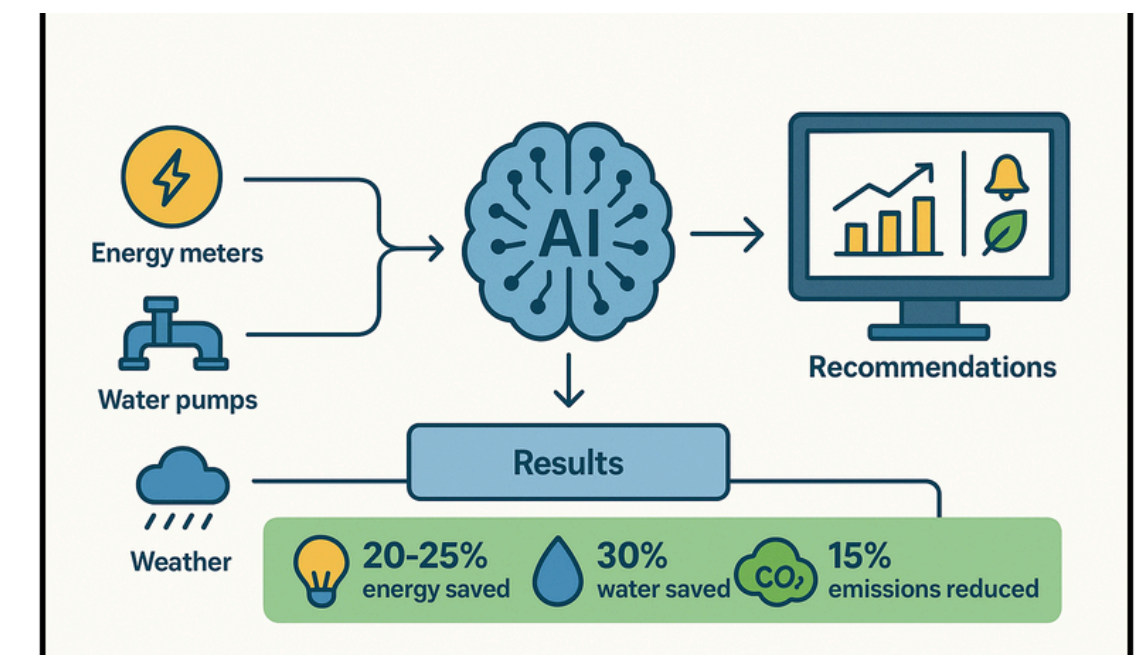 Energy meters
Water pumps
Weather
AI
Recommendations
Results
20-25%
energy saved
30%
water saved
CO₂
15%
emissions reduced